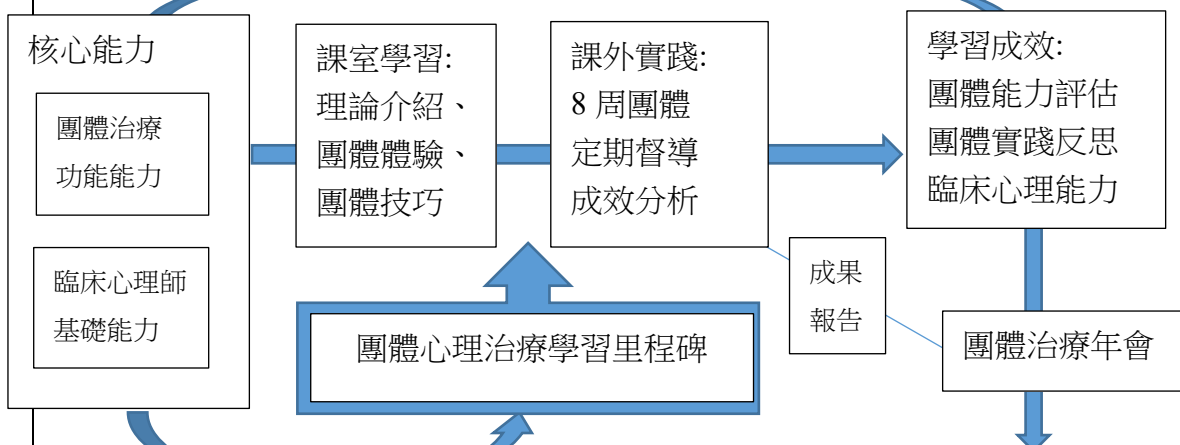 核心能力
團體治療
功能能力
臨床心理師
基礎能力
課室學習:
理論介紹、
團體體驗、
團體技巧
課外實踐:
8 周團體
定期督導
成效分析
學習成效:
團體能力評估
團體實踐反思
臨床心理能力
成果
報告
團體心理治療學習里程碑
團體治療年會